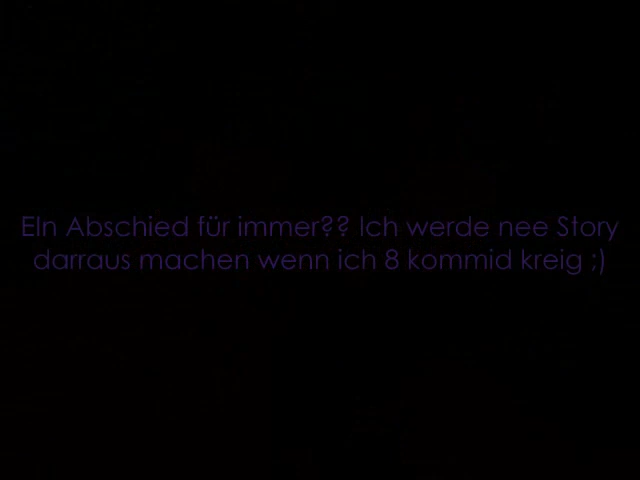 EIn Abschied für immer?? Ich werde nee Story
darraus machen wenn ich 8 kommid kreig ;)